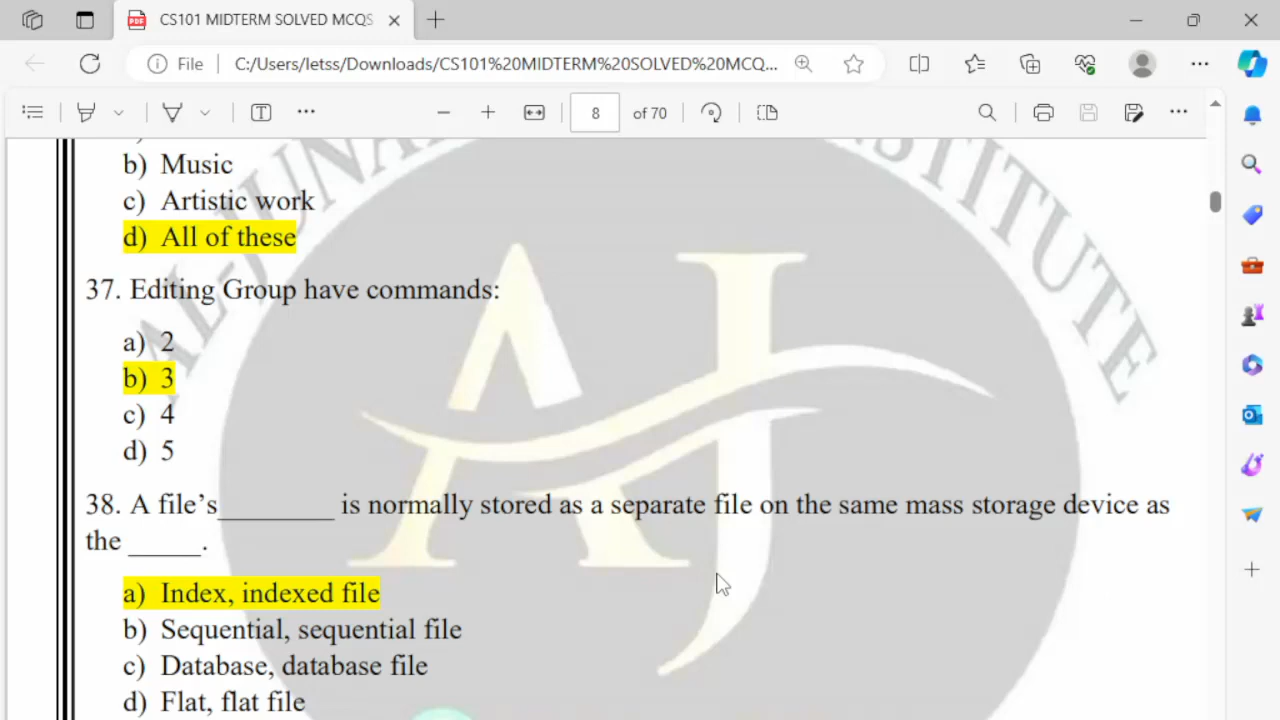 CS101 MIDTERM SOLVED MCQS
File
C:/Users/letss/Downloads/CS101%20MIDTERM%20SOLVED%20MCQ...
8 of 70
b) Music
c) Artistic work
d) All of these
37. Editing Group have commands:
a) 2
b) 3
c) 4
d) 5
38. A file’s________ is normally stored as a separate file on the same mass storage device as
the _____.
a) Index, indexed file
b) Sequential, sequential file
c) Database, database file
d) Flat, flat file
AJ